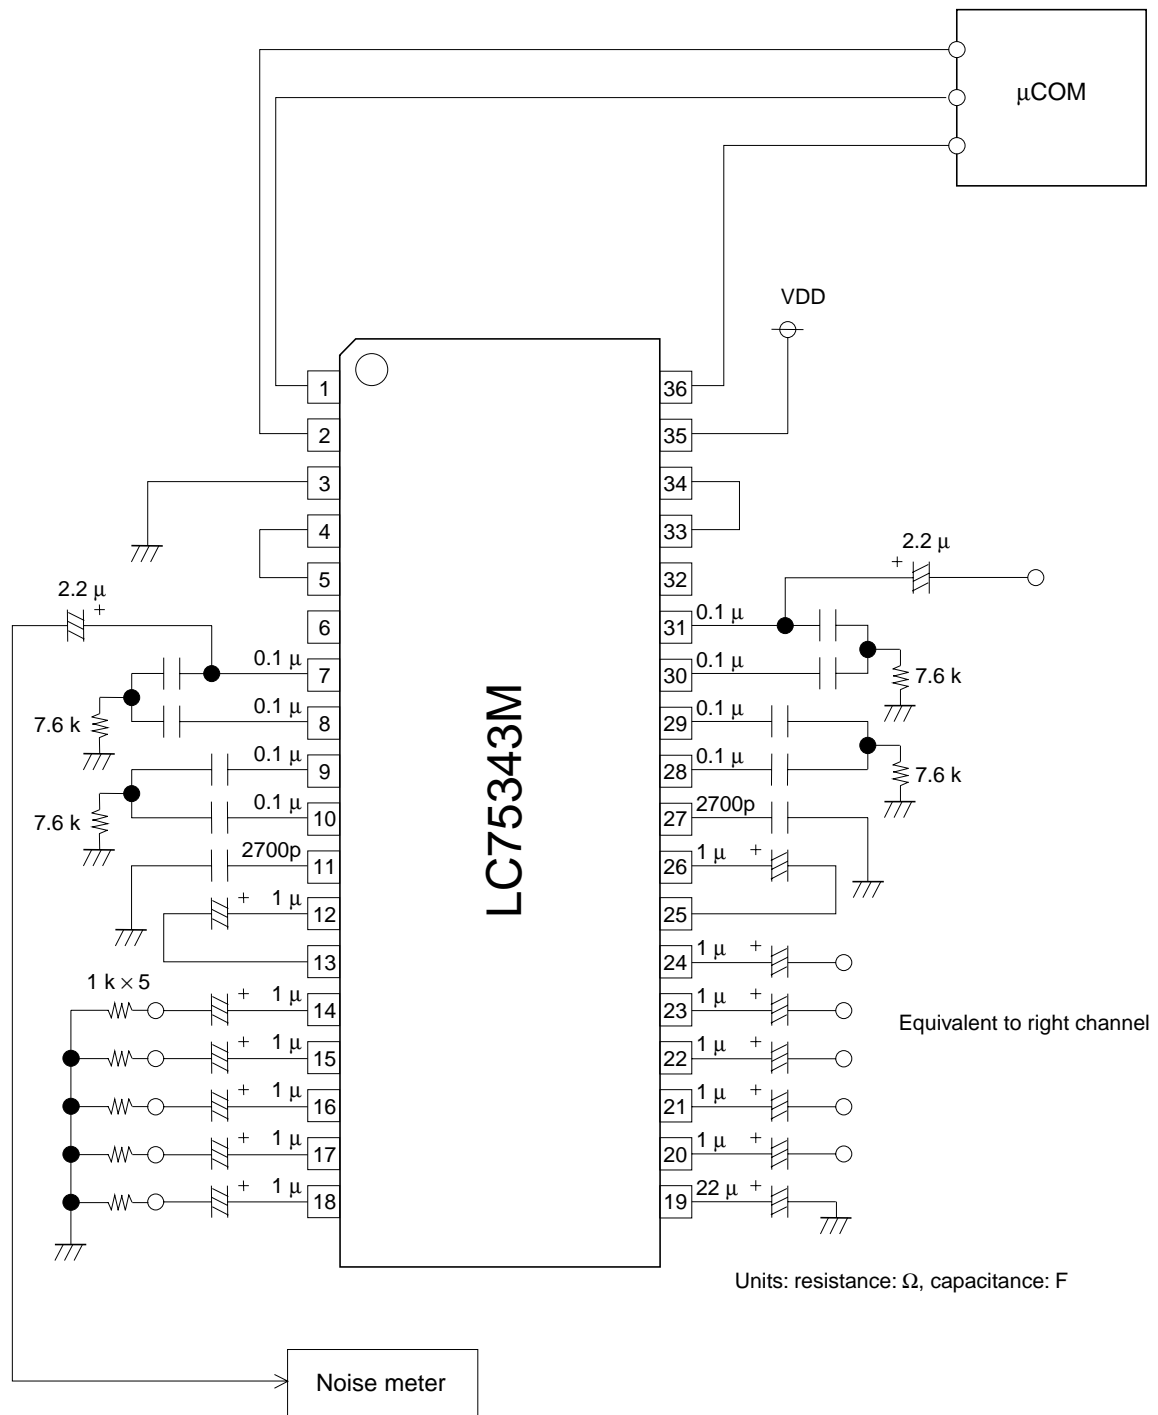 μCOM
VDD
1
2
3
4
5
6
7
8
9
10
11
12
13
14
15
16
17
18
36
35
34
33
32
31
30
29
28
27
26
25
24
23
22
21
20
19
LC75343M
2.2 μ
+
0.1 μ
0.1 μ
7.6 k
0.1 μ
0.1 μ
7.6 k
2700p
+ 1 μ
1 k × 5
+ 1 μ
+ 1 μ
+ 1 μ
+ 1 μ
+ 1 μ
2.2 μ
+
0.1 μ
0.1 μ
7.6 k
0.1 μ
0.1 μ
7.6 k
2700p
1 μ +
1 μ +
1 μ +
1 μ +
1 μ +
1 μ +
22 μ +
Equivalent to right channel
Units: resistance: Ω, capacitance: F
Noise meter